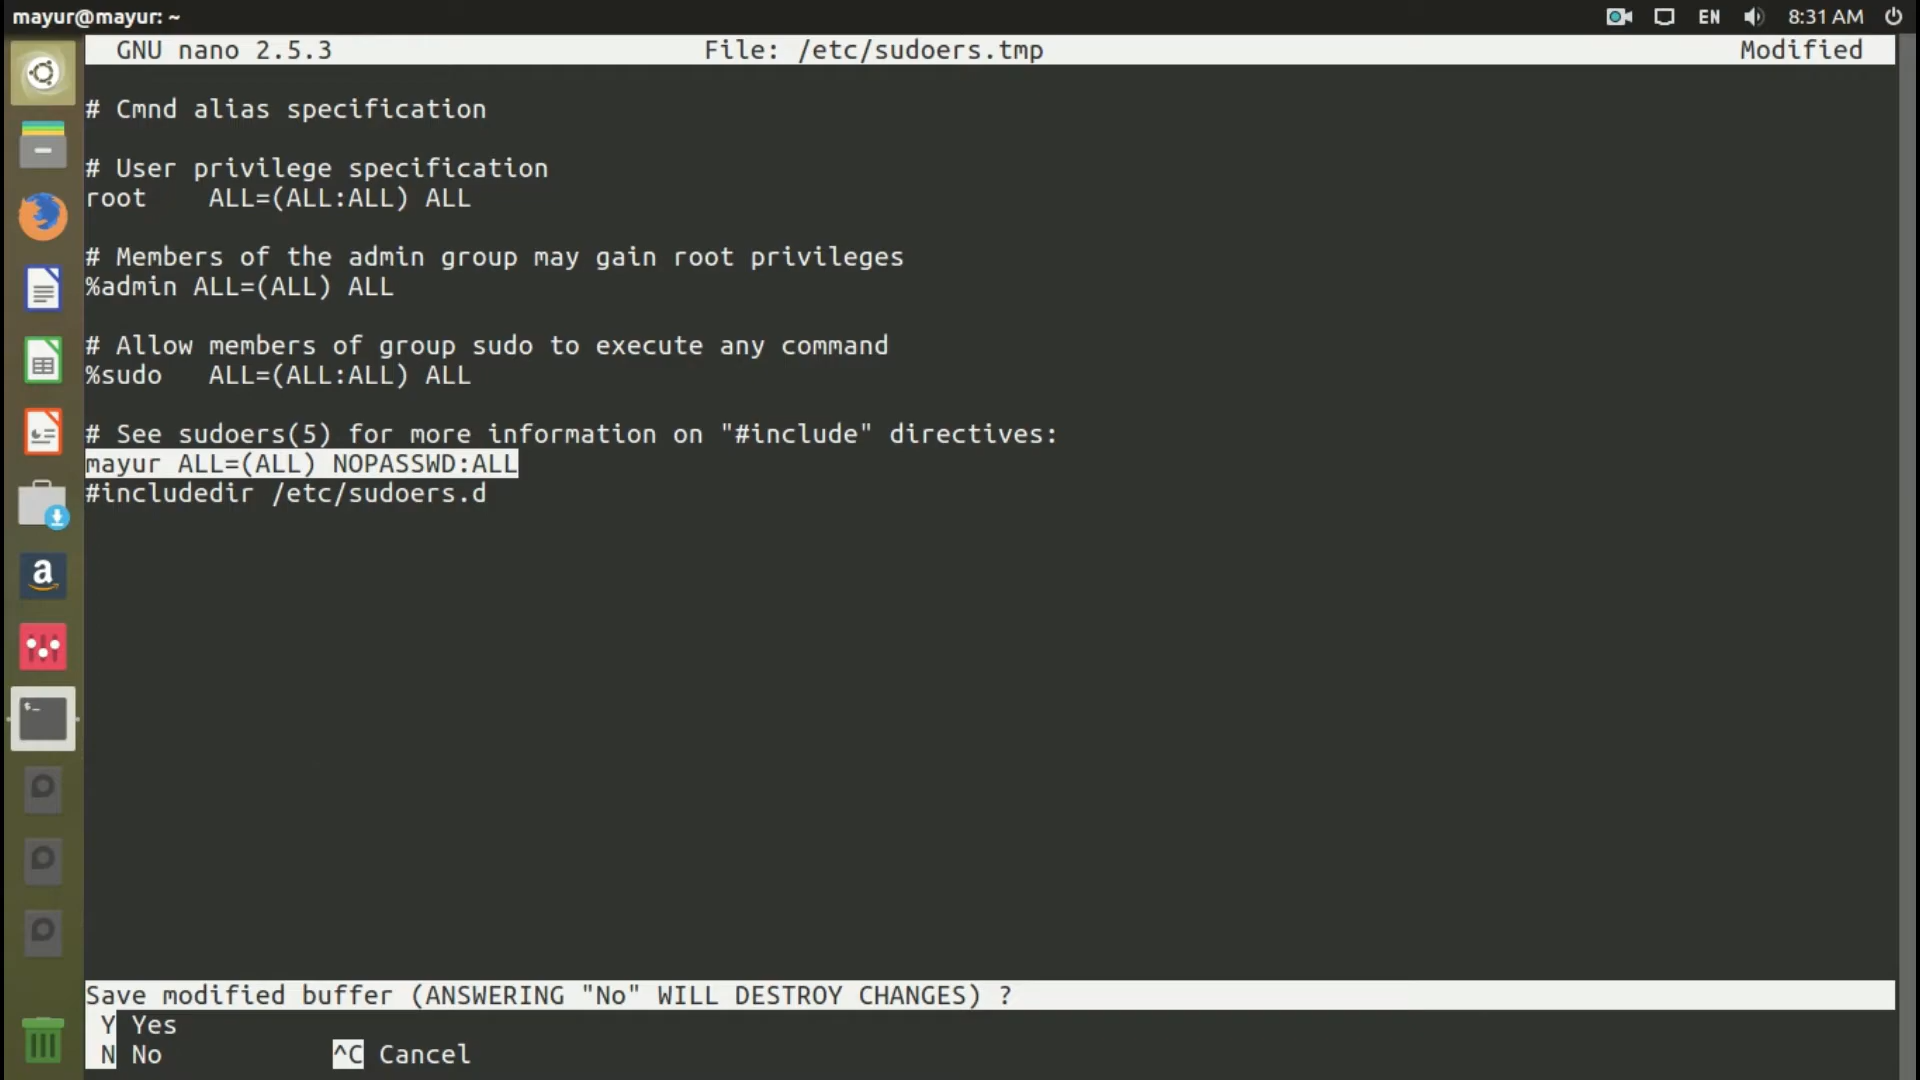 mayur@mayur: ~
EN
8:31 AM
GNU nano 2.5.3 File: /etc/sudoers.tmp Modified
# Cmnd alias specification
# User privilege specification
root ALL=(ALL:ALL) ALL
# Members of the admin group may gain root privileges
%admin ALL=(ALL) ALL
# Allow members of group sudo to execute any command
%sudo ALL=(ALL:ALL) ALL
# See sudoers(5) for more information on "#include" directives:
mayur ALL=(ALL) NOPASSWD:ALL
#includedir /etc/sudoers.d
a
$_
Save modified buffer (ANSWERING "No" WILL DESTROY CHANGES) ?
Y Yes
N No ^C Cancel